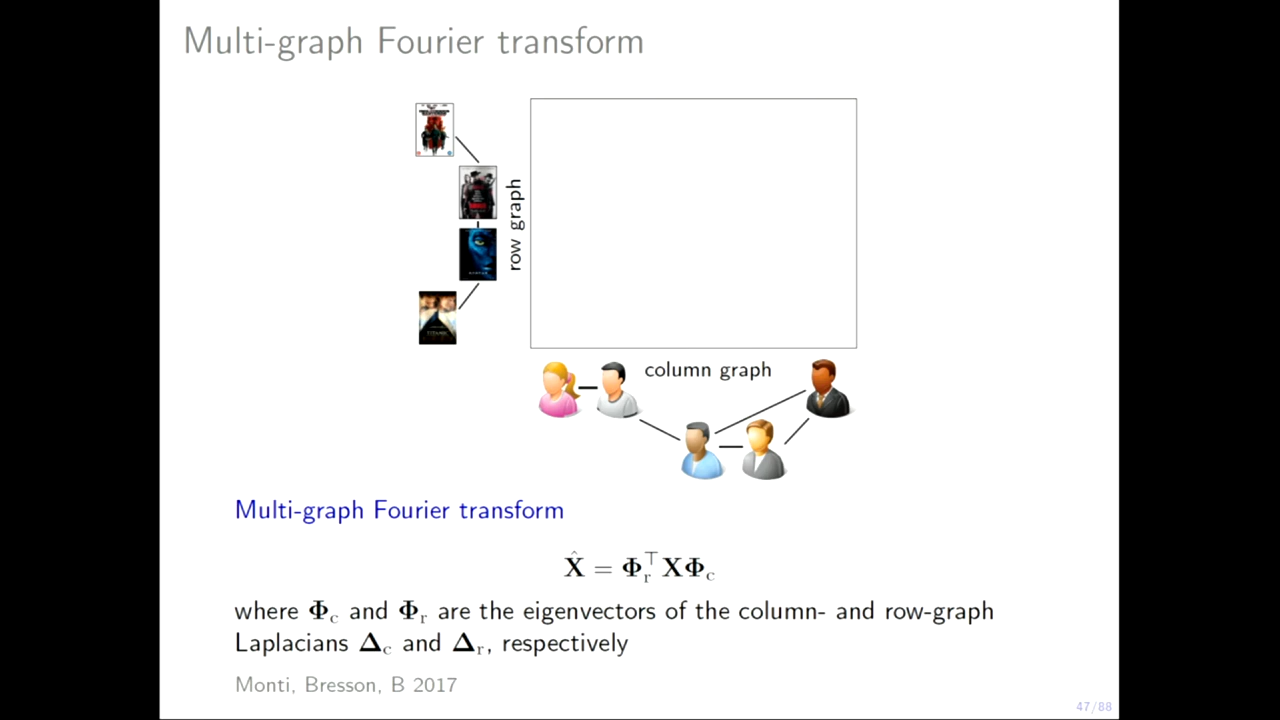 Multi-graph Fourier transform
row graph
column graph
Multi-graph Fourier transform
X̂ = Φ_r^⊤ XΦ_c
where Φ_c and Φ_r are the eigenvectors of the column- and row-graph
Laplacians Δ_c and Δ_r, respectively
Monti, Bresson, B 2017
47/88